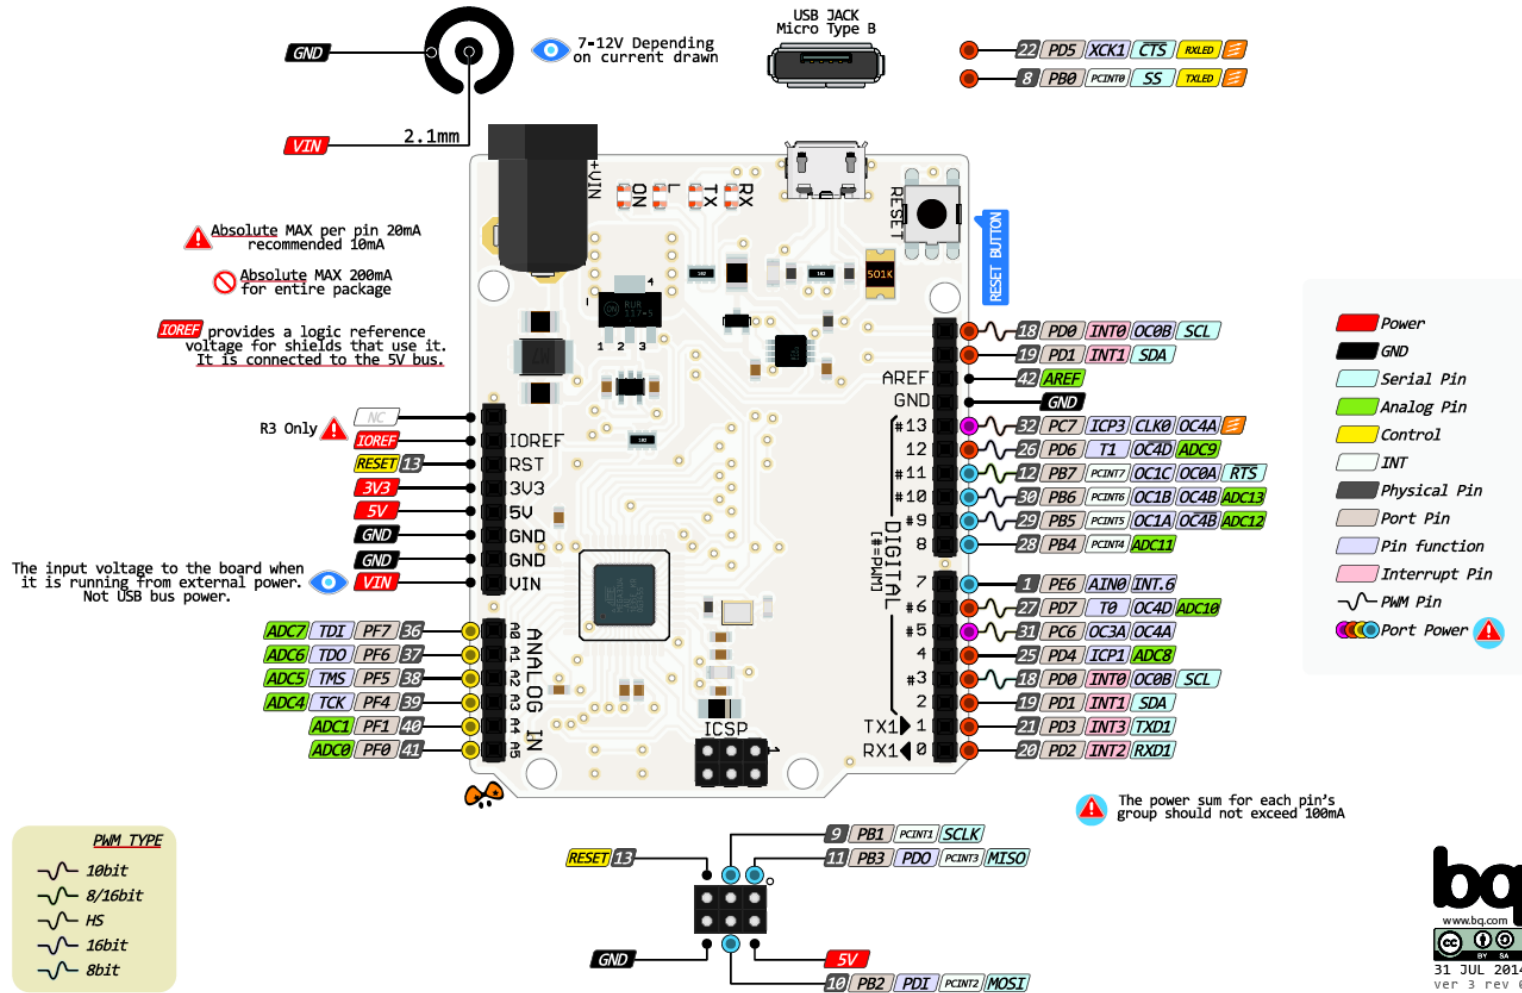 GND
7-12V Depending
on current drawn
USB JACK
Micro Type B
22 PD5 XCK1 CTS RXLED
8 PB0 PCINT0 SS TXLED
VIN
2.1mm
+VIN
ON
L
TX
RX
RESET
RESET BUTTON
Absolute MAX per pin 20mA
recommended 10mA
Absolute MAX 200mA
for entire package
IOREF provides a logic reference
voltage for shields that use it.
It is connected to the 5V bus.
501K
4
1
1 2 3
R3 Only
NC
IOREF IOREF
RESET 13 RST
3V3 3V3
5V 5V
GND GND
GND GND
VIN VIN
The input voltage to the board when
it is running from external power.
Not USB bus power.
ADC7 TDI PF7 36 A0
ADC6 TDO PF6 37 A1
ADC5 TMS PF5 38 A2
ADC4 TCK PF4 39 A3
ADC1 PF1 40 A4
ADC0 PF0 41 A5
ANALOG IN
18 PD0 INT0 OC0B SCL
19 PD1 INT1 SDA
AREF 42 AREF
GND GND
#13 32 PC7 ICP3 CLK0 OC4A
12 26 PD6 T1 OC4D ADC9
#11 12 PB7 PCINT7 OC1C OC0A RTS
#10 30 PB6 PCINT6 OC1B OC4B ADC13
#9 29 PB5 PCINT5 OC1A OC4B ADC12
8 28 PB4 PCINT4 ADC11
DIGITAL
[#=PWM]
7 1 PE6 AIN0 INT.6
#6 27 PD7 T0 OC4D ADC10
#5 31 PC6 OC3A OC4A
4 25 PD4 ICP1 ADC8
#3 18 PD0 INT0 OC0B SCL
2 19 PD1 INT1 SDA
TX1 1 21 PD3 INT3 TXD1
RX1 0 20 PD2 INT2 RXD1
ICSP
1
Power
GND
Serial Pin
Analog Pin
Control
INT
Physical Pin
Port Pin
Pin function
Interrupt Pin
PWM Pin
Port Power
The power sum for each pin's
group should not exceed 100mA
9 PB1 PCINT1 SCLK
RESET 13
11 PB3 PDO PCINT3 MISO
GND
5V
10 PB2 PDI PCINT2 MOSI
PWM TYPE
10bit
8/16bit
HS
16bit
8bit
bq
www.bq.com
cc
BY SA
31 JUL 2014
ver 3 rev 0